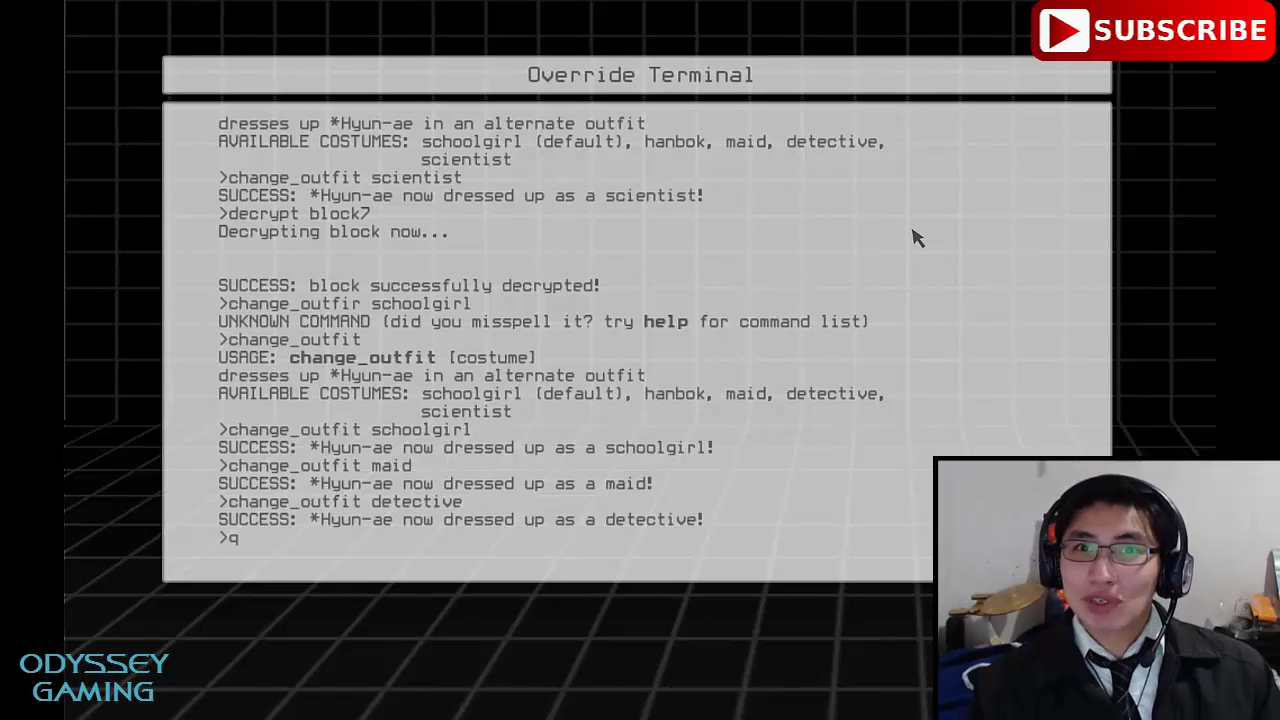 SUBSCRIBE
Override Terminal
dresses up *Hyun-ae in an alternate outfit
AVAILABLE COSTUMES: schoolgirl (default), hanbok, maid, detective,
scientist
>change_outfit scientist
SUCCESS: *Hyun-ae now dressed up as a scientist!
>decrypt block7
Decrypting block now...
SUCCESS: block successfully decrypted!
>change_outfir schoolgirl
UNKNOWN COMMAND (did you misspell it? try help for command list)
>change_outfit
USAGE: change_outfit [costume]
dresses up *Hyun-ae in an alternate outfit
AVAILABLE COSTUMES: schoolgirl (default), hanbok, maid, detective,
scientist
>change_outfit schoolgirl
SUCCESS: *Hyun-ae now dressed up as a schoolgirl!
>change_outfit maid
SUCCESS: *Hyun-ae now dressed up as a maid!
>change_outfit detective
SUCCESS: *Hyun-ae now dressed up as a detective!
>q
ODYSSEY
GAMING